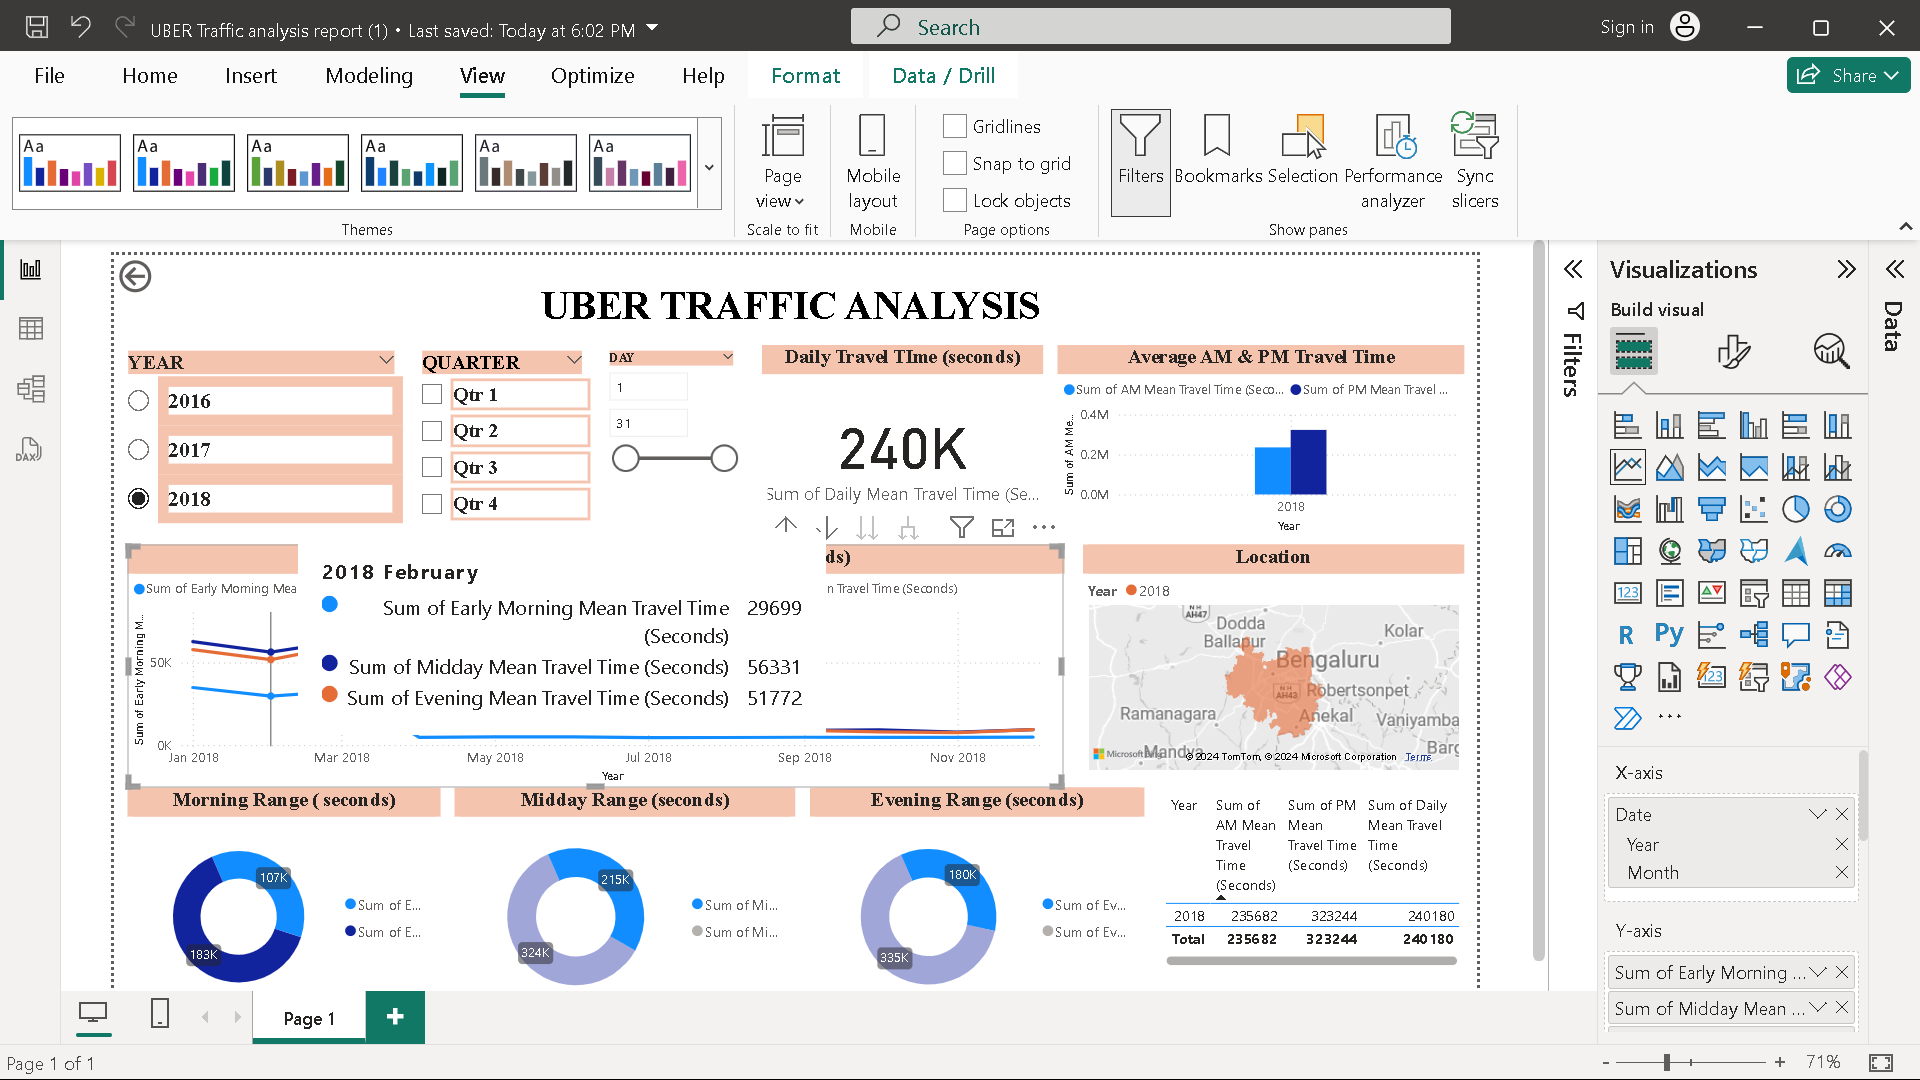 UBER Traffic analysis report (1) • Last saved: Today at 6:02 PM
Search
Sign in
File
Home
Insert
Modeling
View
Optimize
Help
Format
Data / Drill
Share
Aa
Aa
Aa
Aa
Aa
Aa
Themes
Page view
Scale to fit
Mobile layout
Mobile
Gridlines
Snap to grid
Lock objects
Page options
Filters
Bookmarks
Selection
Performance analyzer
Sync slicers
Show panes
UBER TRAFFIC ANALYSIS
YEAR
2016
2017
2018
QUARTER
Qtr 1
Qtr 2
Qtr 3
Qtr 4
DAY
1
31
Daily Travel TIme (seconds)
240K
Sum of Daily Mean Travel Time (Se...
Average AM & PM Travel Time
Sum of AM Mean Travel Time (Seco...
Sum of PM Mean Travel ...
Sum of AM Me...
0.4M
0.2M
0.0M
2018
Year
ds)
Sum of Early Morning Mea
n Travel Time (Seconds)
2018 February
Sum of Early Morning Mean Travel Time (Seconds) 29699
Sum of Midday Mean Travel Time (Seconds) 56331
Sum of Evening Mean Travel Time (Seconds) 51772
Sum of Early Morning M...
50K
0K
Jan 2018
Mar 2018
May 2018
Jul 2018
Sep 2018
Nov 2018
Year
Location
Year 2018
NH AH47
Dodda Ballapur
Kolar
Bengaluru
NH AH43
Robertsonpet
Ramanagara
Anekal
Vaniyamba
Mandya
Barg
Microsoft Bing
© 2024 TomTom, © 2024 Microsoft Corporation Terms
Morning Range ( seconds)
107K
183K
Sum of E...
Sum of E...
Midday Range (seconds)
215K
324K
Sum of Mi...
Sum of Mi...
Evening Range (seconds)
180K
335K
Sum of Ev...
Sum of Ev...
Year
Sum of AM Mean Travel Time (Seconds)
Sum of PM Mean Travel Time (Seconds)
Sum of Daily Mean Travel Time (Seconds)
2018 235682 323244 240180
Total 235682 323244 240180
Filters
Visualizations
Build visual
123
R
Py
123
X-axis
Date
Year
Month
Y-axis
Sum of Early Morning ...
Sum of Midday Mean ...
Data
DAX
Page 1
+
Page 1 of 1
- + 71%